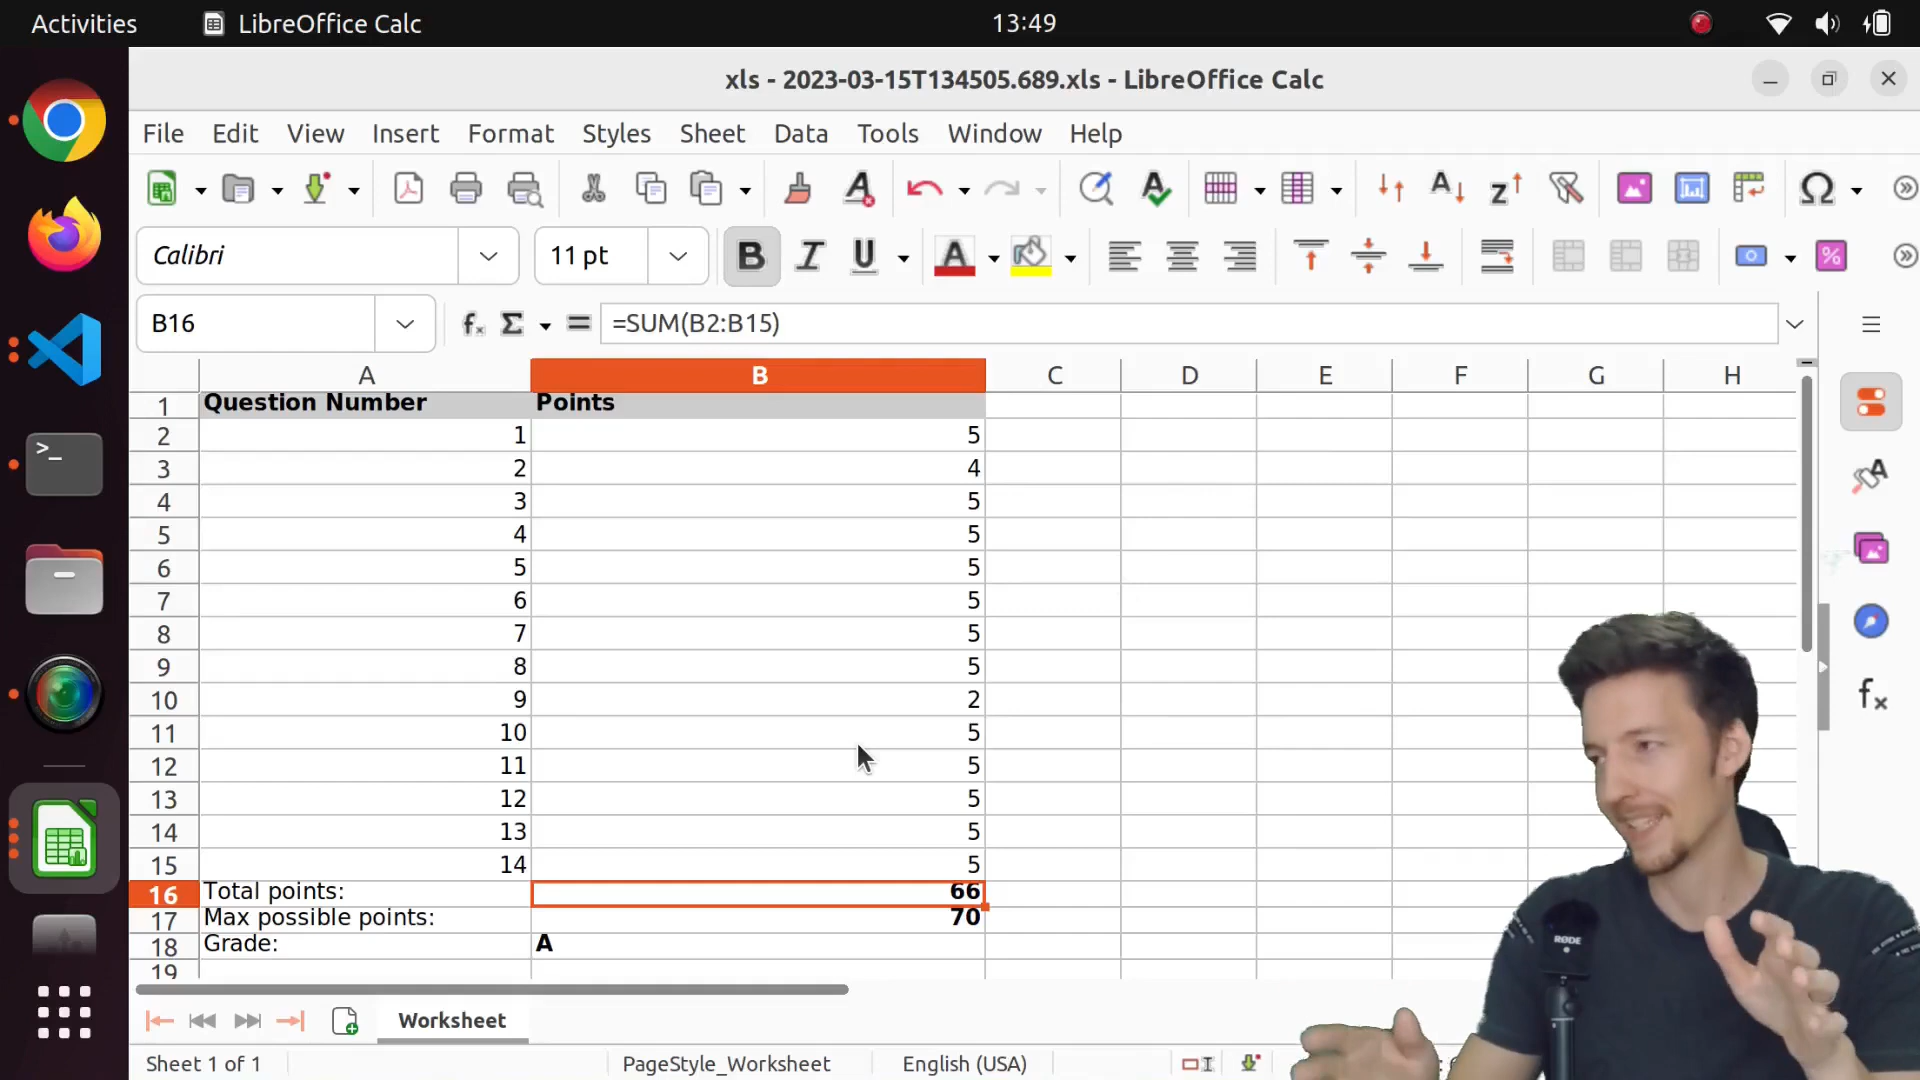 Activities LibreOffice Calc 13:49
xls - 2023-03-15T134505.689.xls - LibreOffice Calc
File Edit View Insert Format Styles Sheet Data Tools Window Help
Calibri 11 pt
B16 =SUM(B2:B15)
A B C D E F G H
1 Question Number Points
2 1 5
3 2 4
4 3 5
5 4 5
6 5 5
7 6 5
8 7 5
9 8 5
10 9 2
11 10 5
12 11 5
13 12 5
14 13 5
15 14 5
16 Total points: 66
17 Max possible points: 70
18 Grade: A
19
RØDE
Worksheet
Sheet 1 of 1 PageStyle_Worksheet English (USA)